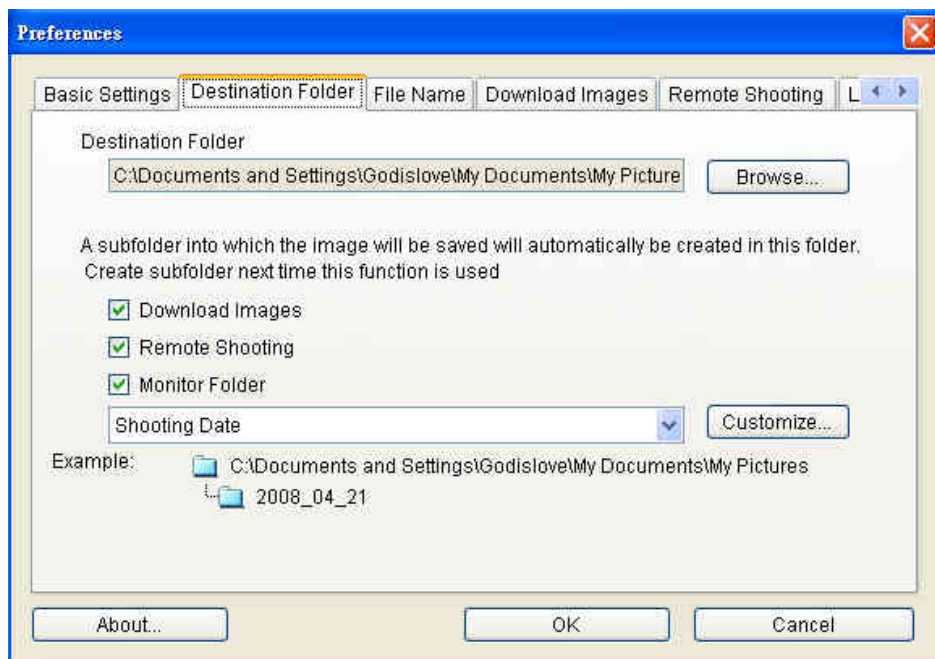 Preferences
Basic Settings Destination Folder File Name Download Images Remote Shooting L
Destination Folder
C:\Documents and Settings\Godislove\My Documents\My Picture Browse...
A subfolder into which the image will be saved will automatically be created in this folder.
Create subfolder next time this function is used
Download Images
Remote Shooting
Monitor Folder
Shooting Date Customize...
Example: C:\Documents and Settings\Godislove\My Documents\My Pictures
2008_04_21
About... OK Cancel